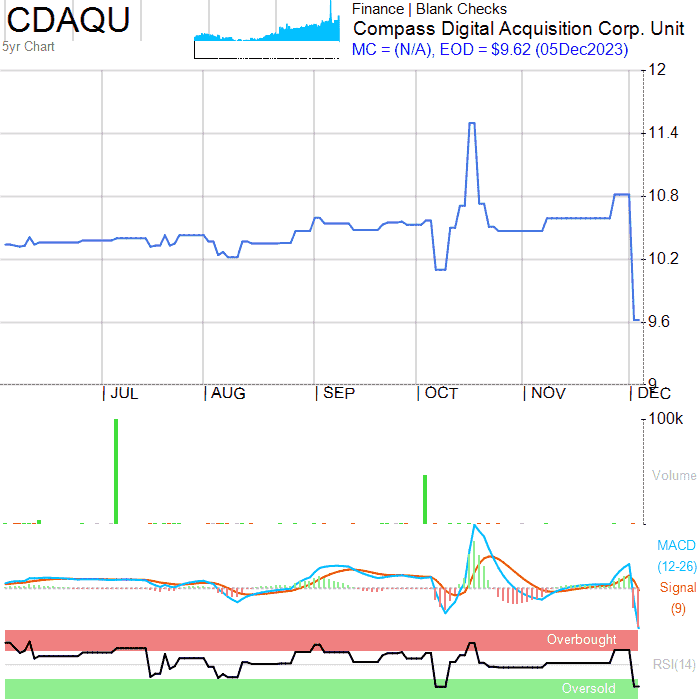 CDAQU
5yr Chart
Finance | Blank Checks
Compass Digital Acquisition Corp. Unit
MC = (N/A), EOD = $9.62 (05Dec2023)
12
11.4
10.8
10.2
9.6
9
JUL AUG SEP OCT NOV DEC
100k
Volume
MACD
(12-26)
Signal
(9)
Overbought
RSI(14)
Oversold